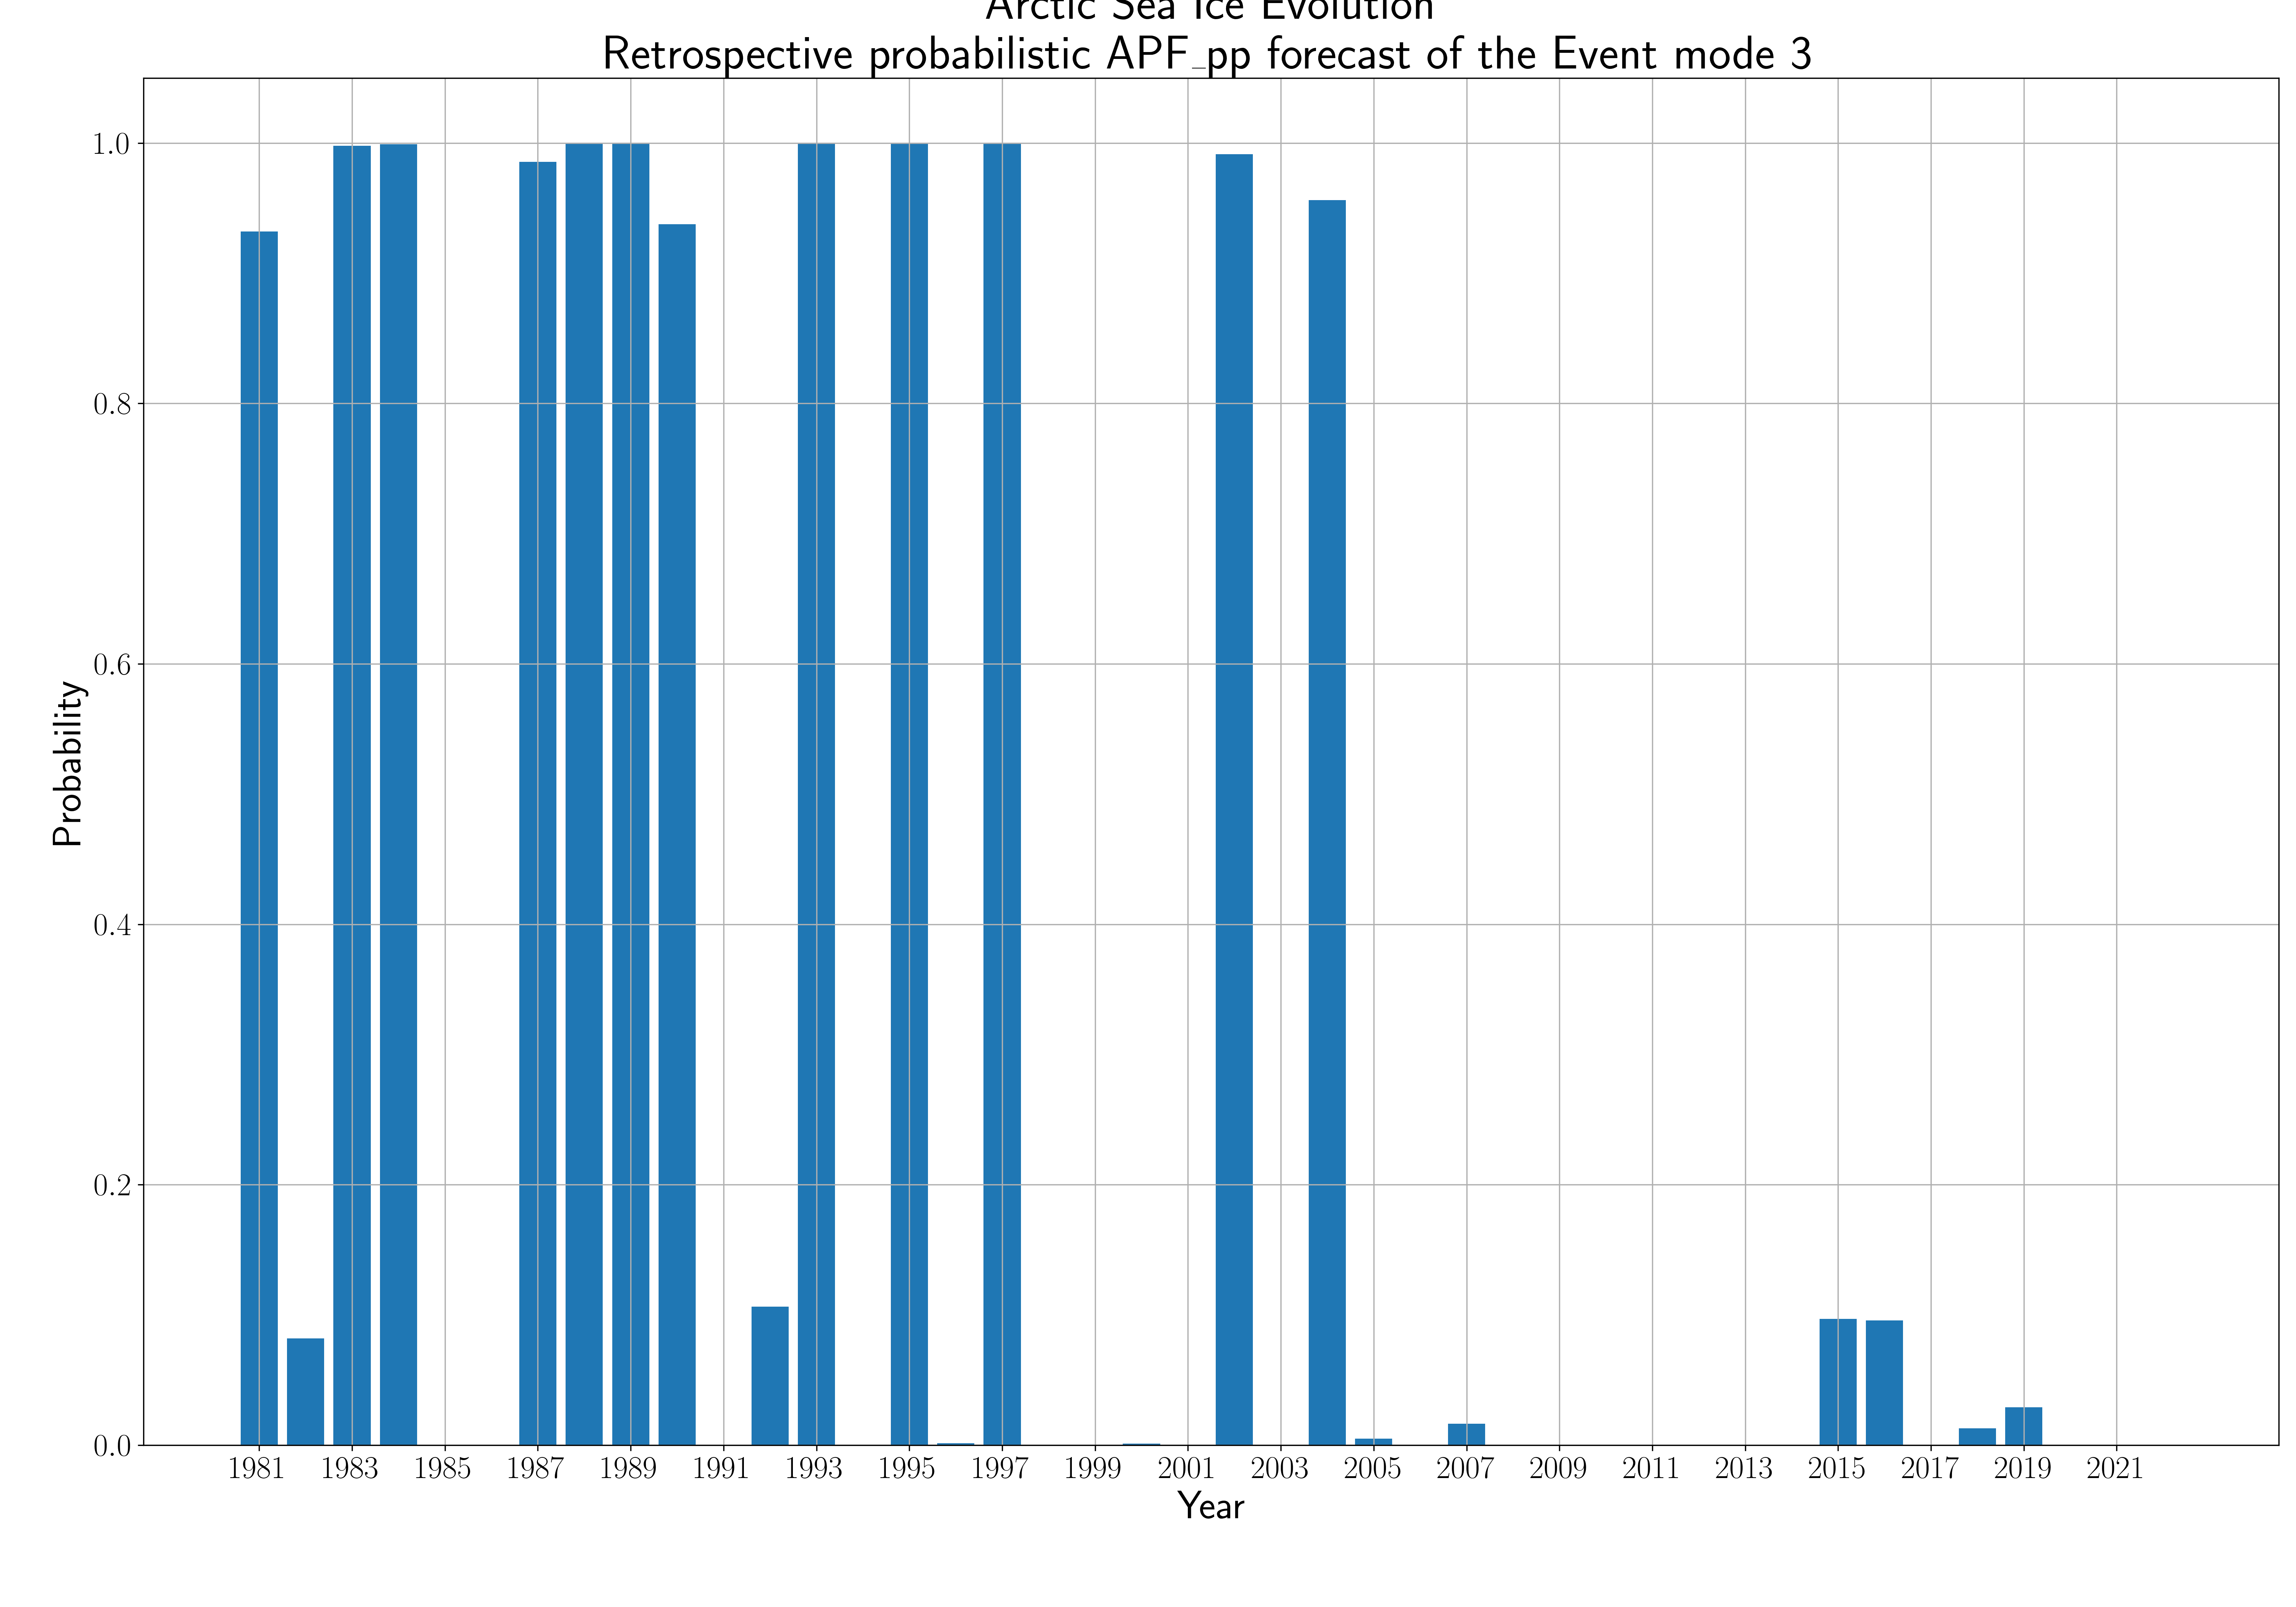 Arctic Sea Ice Evolution
Retrospective probabilistic APF_pp forecast of the Event mode 3
1.0
0.8
0.6
0.4
0.2
0.0
Probability
1981 1983 1985 1987 1989 1991 1993 1995 1997 1999 2001 2003 2005 2007 2009 2011 2013 2015 2017 2019 2021
Year